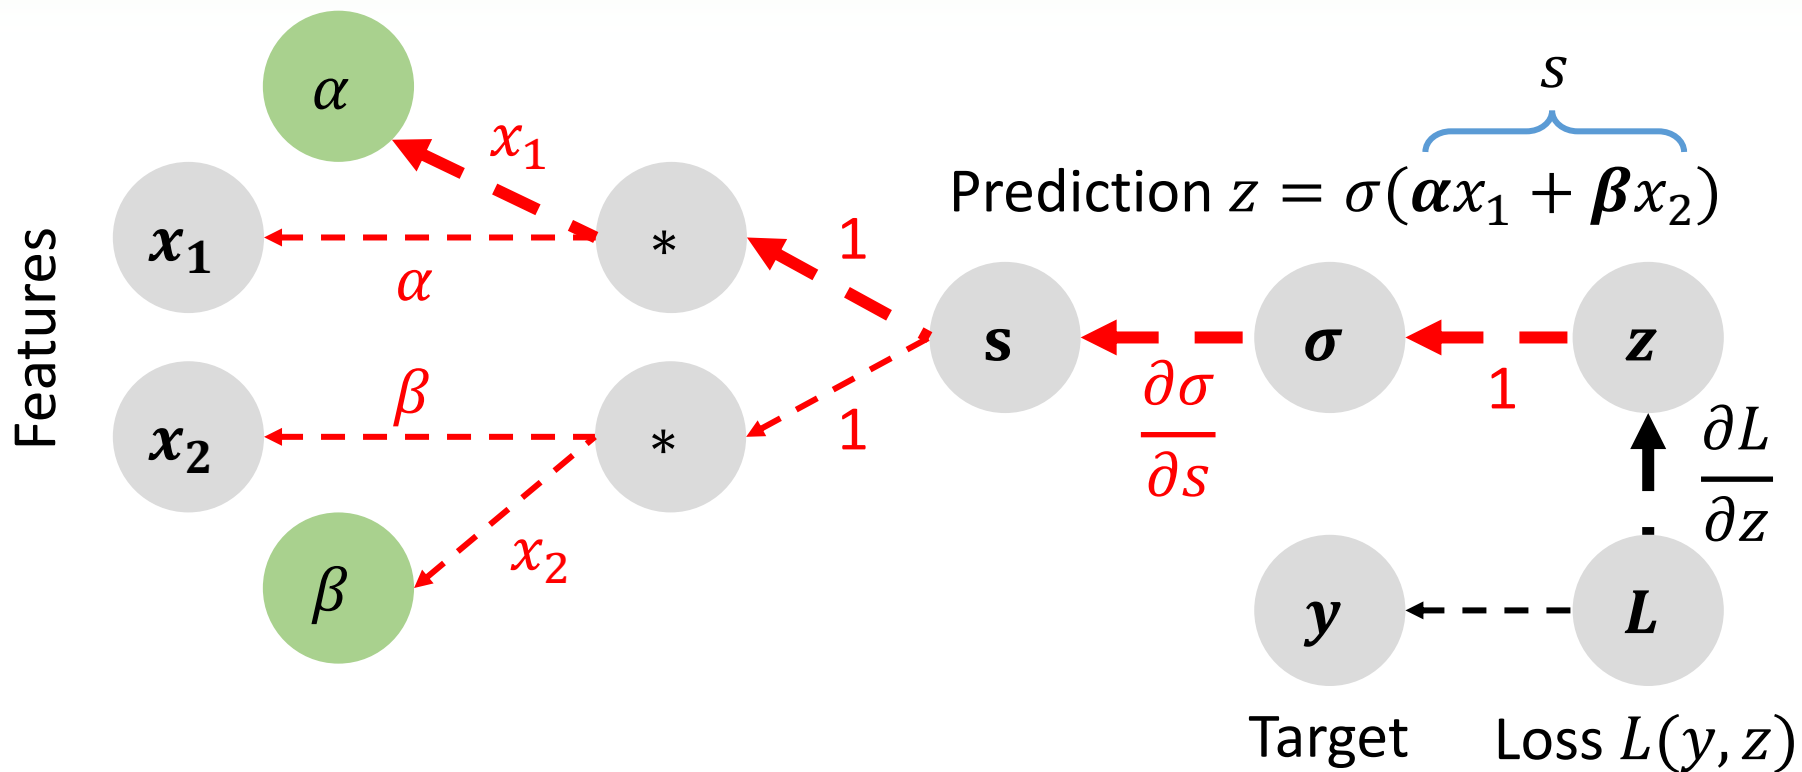 s
Prediction z = σ(αx₁ + βx₂)
Features
α
x₁
x₁
α
*
1
x₂
β
*
1
β
x₂
s
∂σ/∂s
σ
1
z
∂L/∂z
y
L
Target
Loss L(y, z)